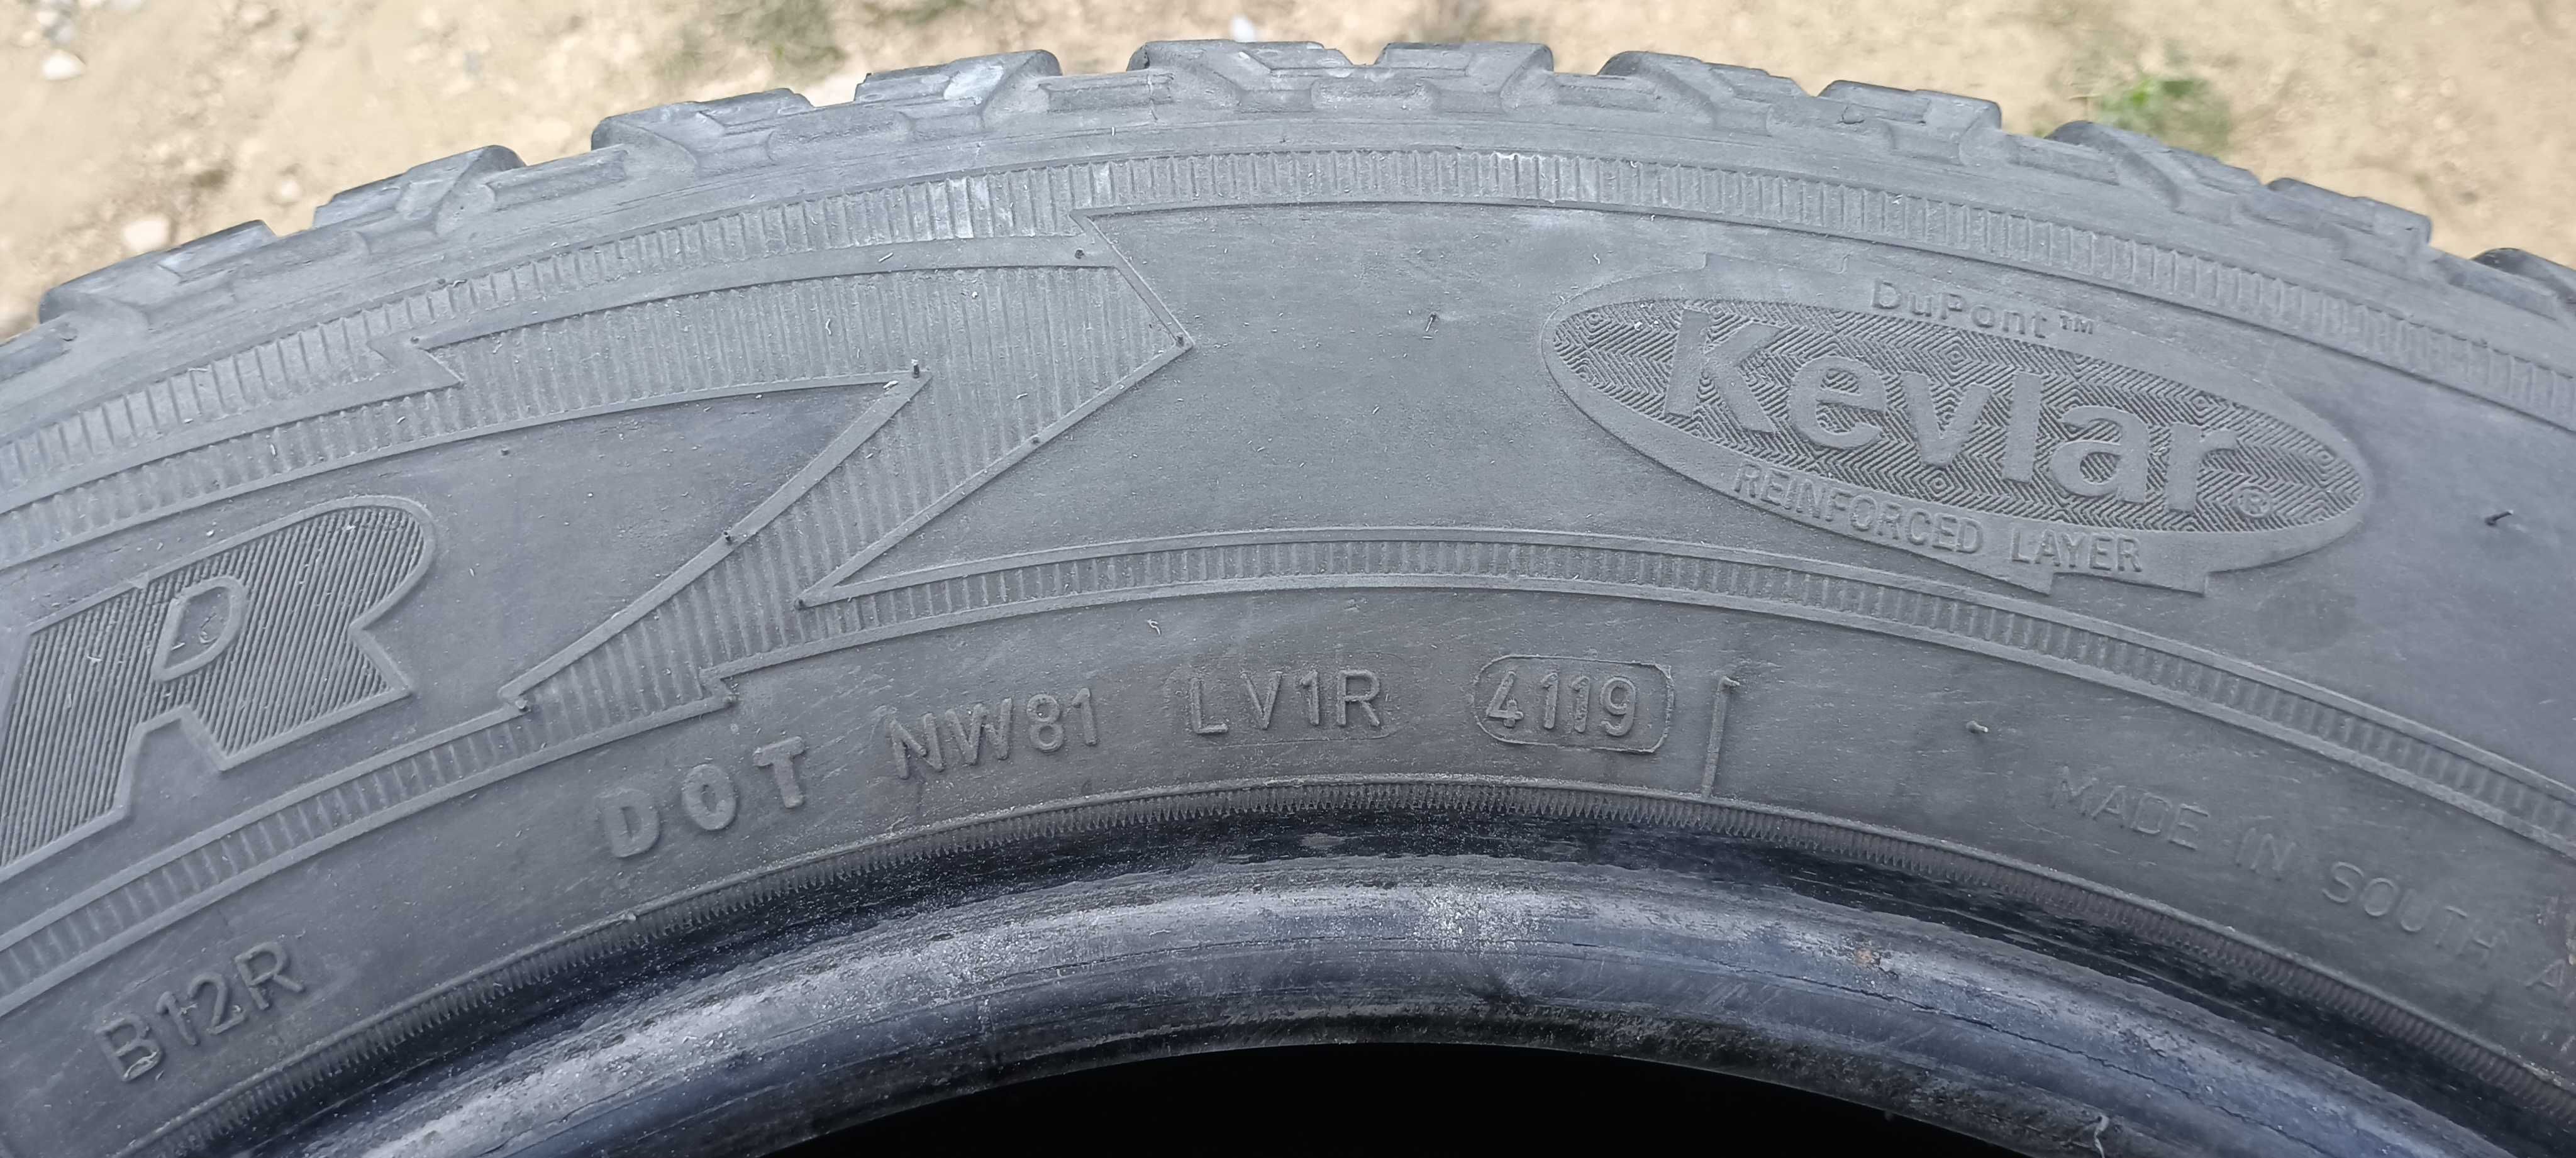 DuPont™
Kevlar®
REINFORCED LAYER
R
DOT NW81 LV1R 4119
MADE IN SOUTH
B12R